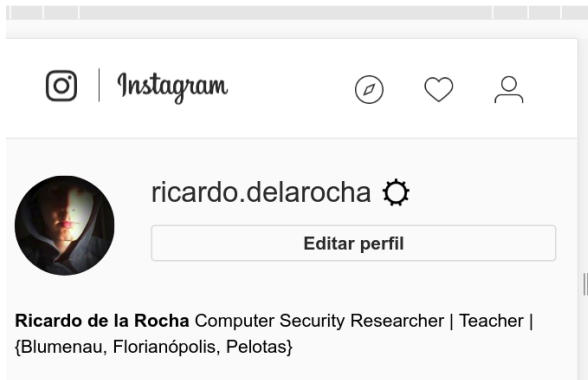 Instagram
ricardo.delarocha
Editar perfil
Ricardo de la Rocha Computer Security Researcher | Teacher |
{Blumenau, Florianópolis, Pelotas}